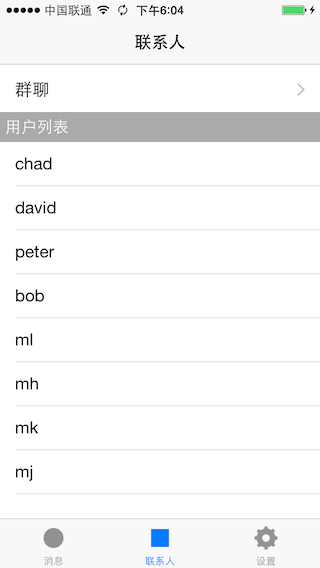 中国联通 下午6:04
联系人
群聊
用户列表
chad
david
peter
bob
ml
mh
mk
mj
消息 联系人 设置